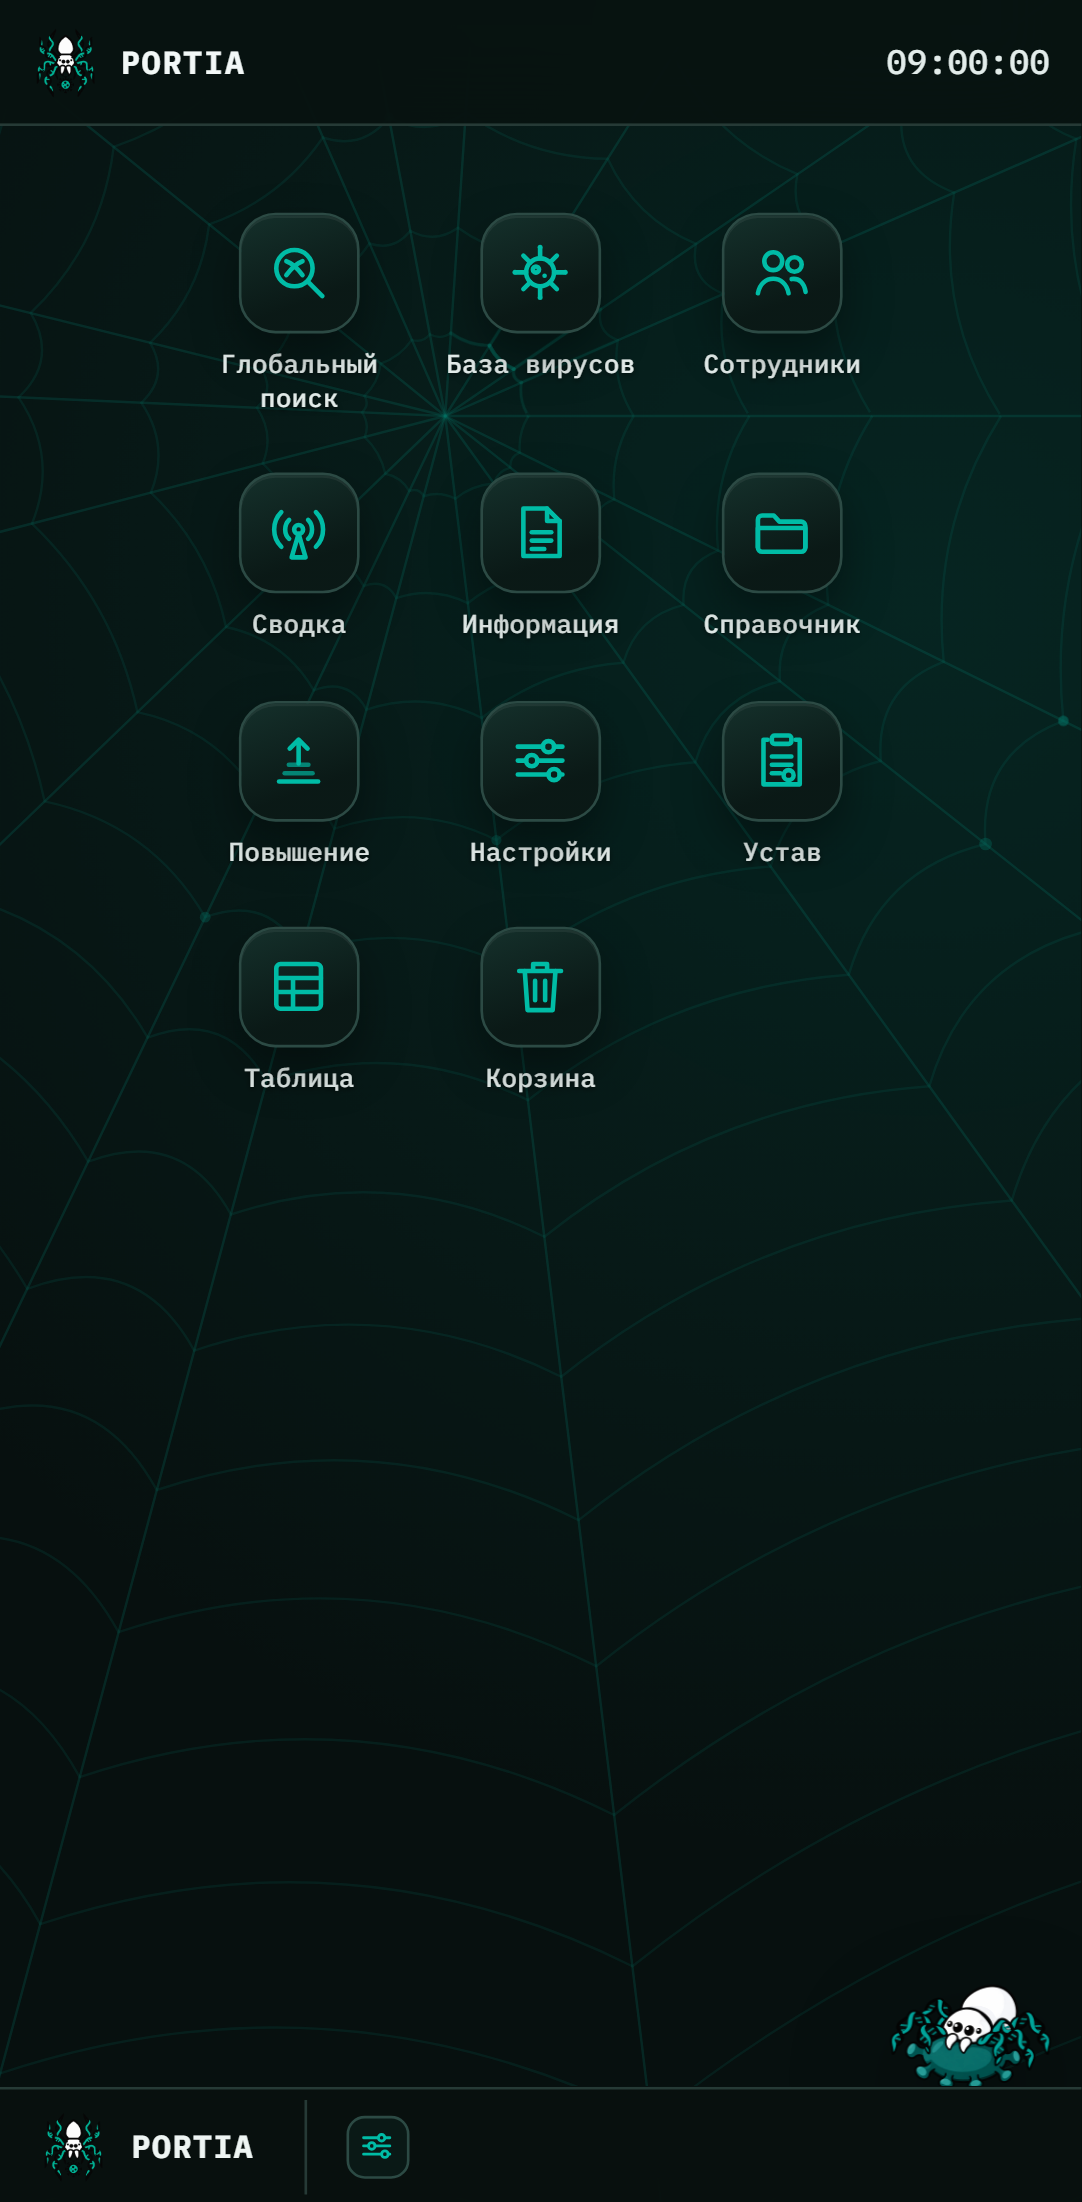 PORTIA 09:00:00
Глобальный
поиск
База вирусов
Сотрудники
Сводка
Информация
Справочник
Повышение
Настройки
Устав
Таблица
Корзина
PORTIA